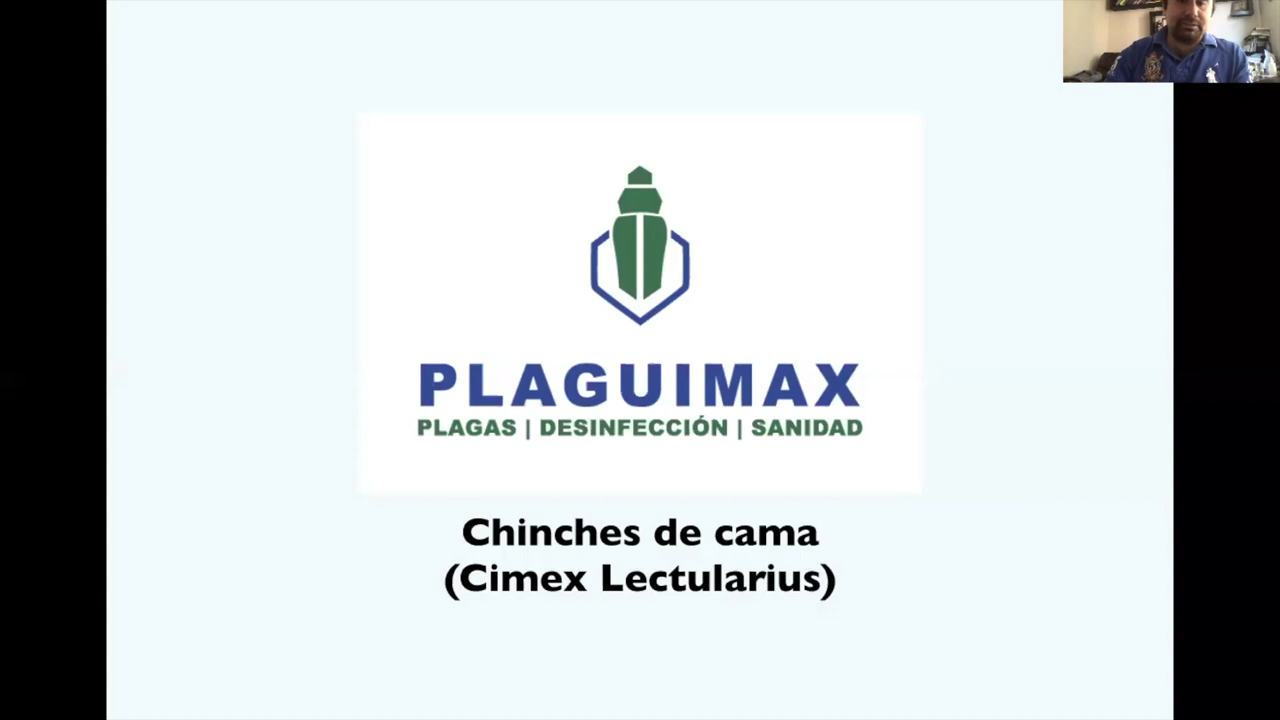 PLAGUIMAX
PLAGAS | DESINFECCIÓN | SANIDAD
Chinches de cama
(Cimex Lectularius)